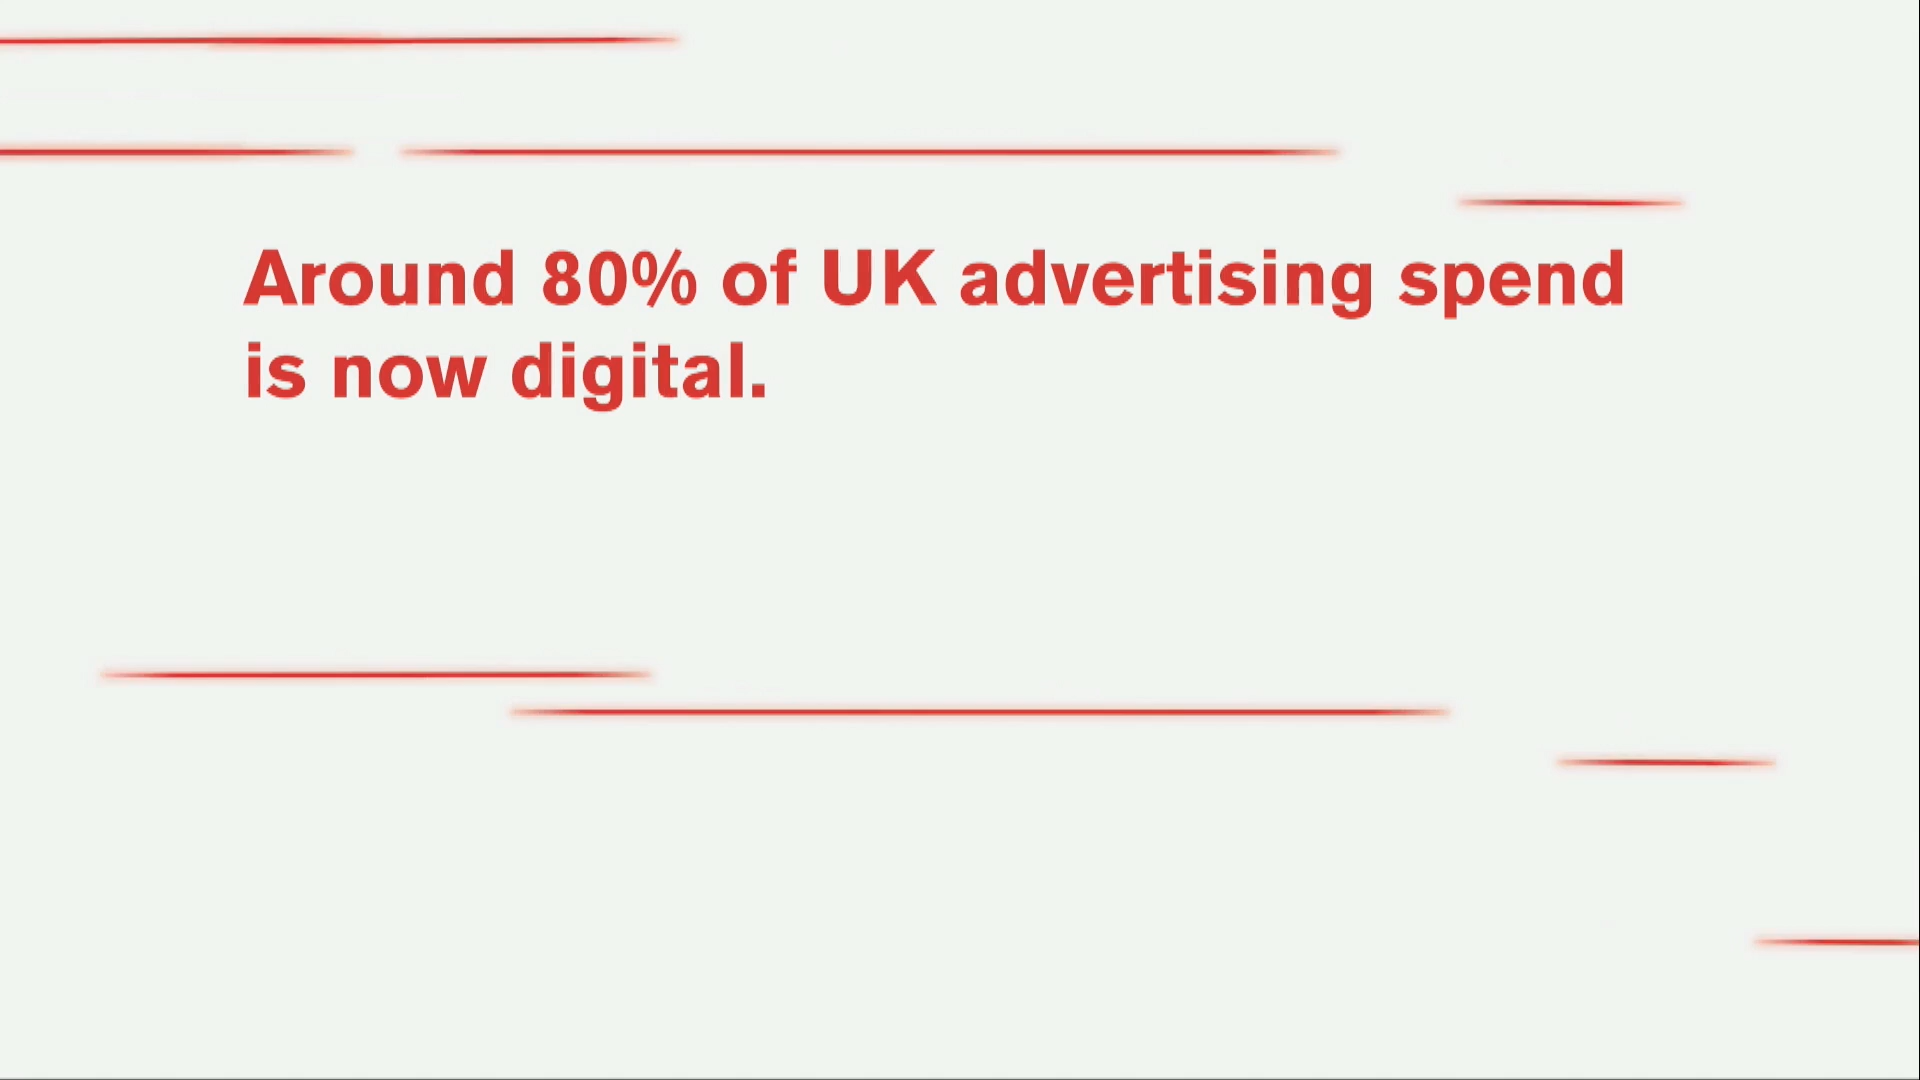 Around 80% of UK advertising spend
is now digital.